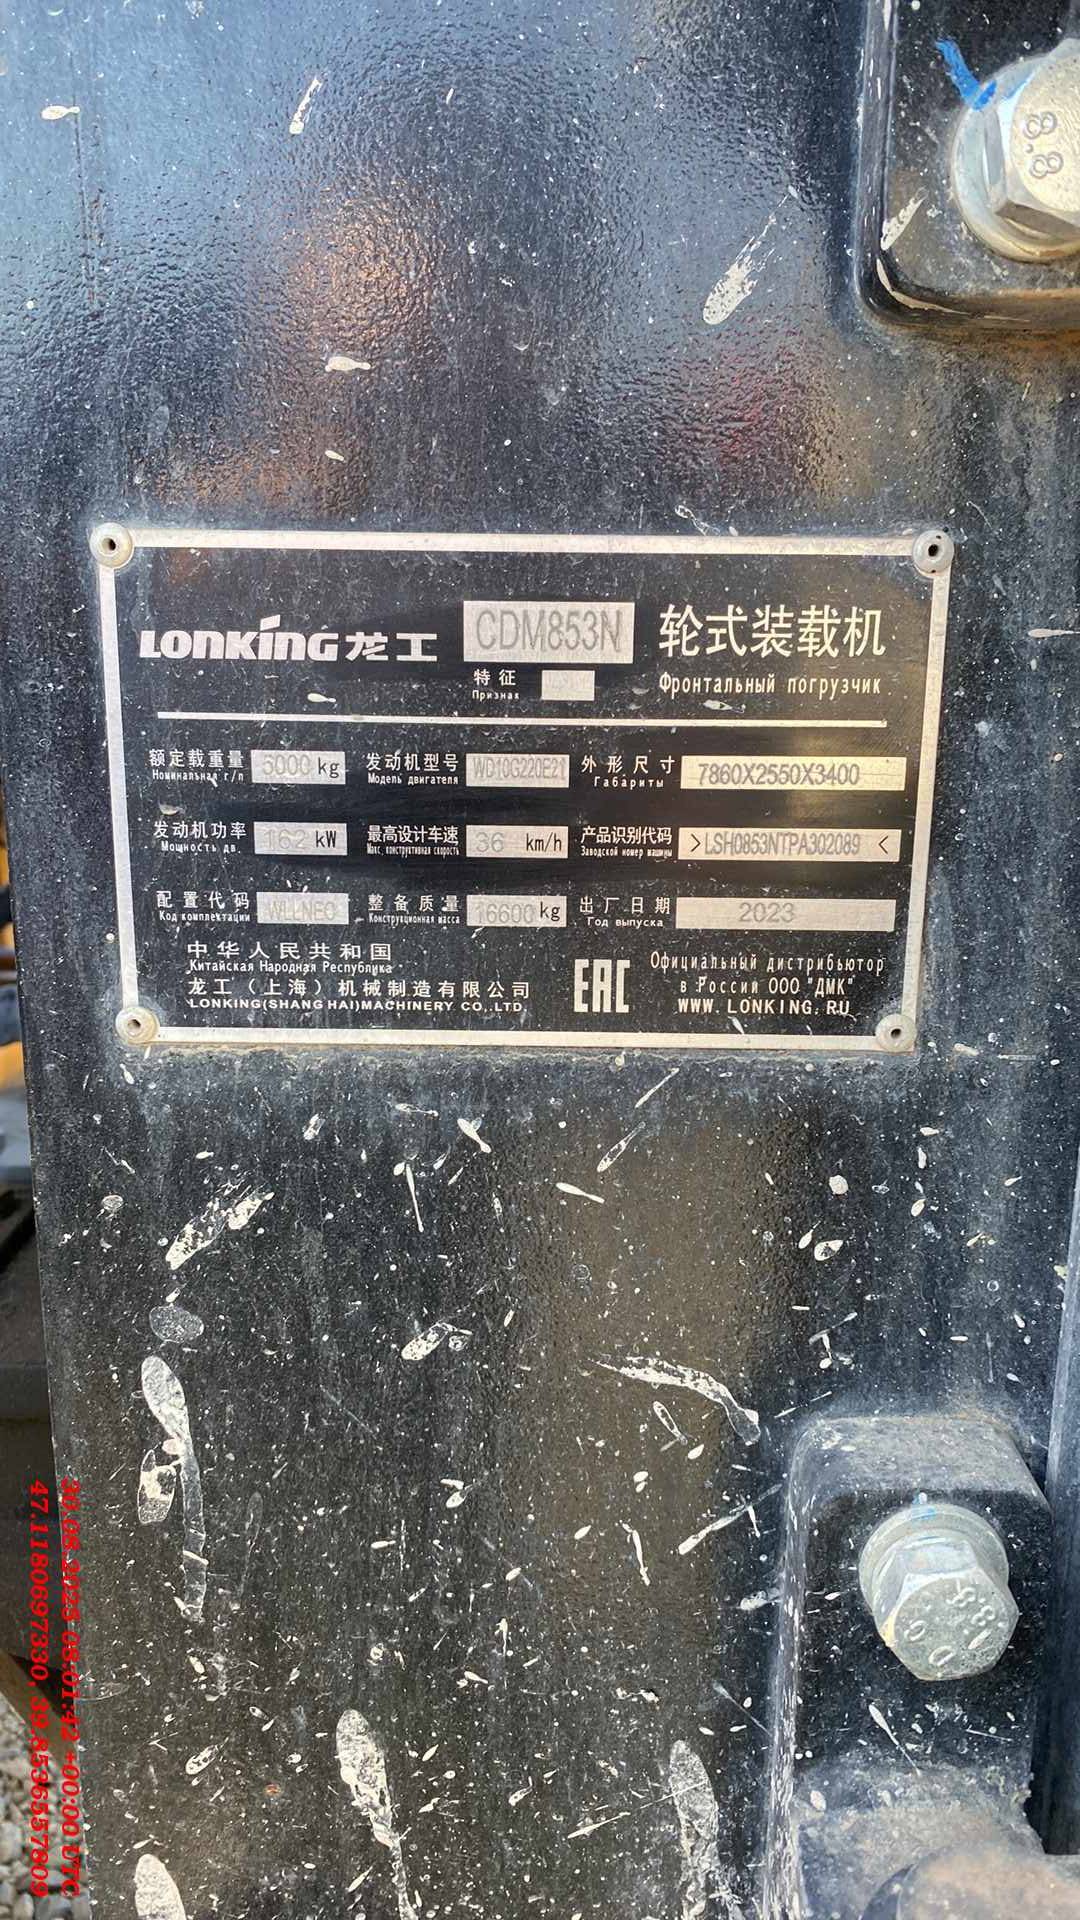 LONKING龙工 CDM853N 轮式装载机
特征
Признак
Фронтальный погрузчик
额定载重量 5000 kg 发动机型号 WD10G220E21 外形尺寸 7860X2550X3400
Номинальная г/п Модель двигателя Габариты
发动机功率 162 kW 最高设计车速 36 km/h 产品识别代码 >LSH0853NTPA302089 <
Мощность дв. Макс. конструктивная скорость Заводской номер машины
配置代码 WLLNEO 整备质量 16600 kg 出厂日期 2023
Код комплектации Конструкционная масса Год выпуска
中华人民共和国
Китайская Народная Республика
龙工（上海）机械制造有限公司
LONKING(SHANGHAI)MACHINERY CO.,LTD.
EAC
Официальный дистрибьютор
в России ООО "ДМК"
WWW.LONKING.RU
8.8
8.8
30.05.2025 08:01:42 +00:00 UTC